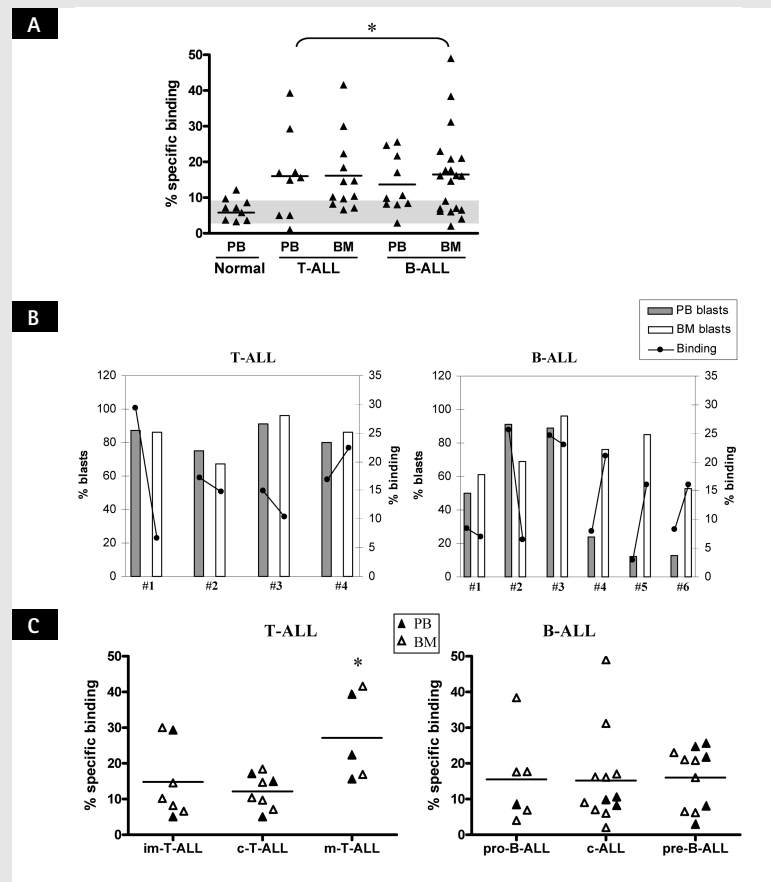 A
*
50
40
30
20
10
0
% specific binding
PB PB BM PB BM
Normal T-ALL B-ALL
B
PB blasts
BM blasts
Binding
T-ALL
120
100
80
60
40
20
0
% blasts
35
30
25
20
15
10
5
0
% binding
#1 #2 #3 #4
B-ALL
120
100
80
60
40
20
0
% blasts
35
30
25
20
15
10
5
0
% binding
#1 #2 #3 #4 #5 #6
C
T-ALL
PB
BM
B-ALL
*
50
40
30
20
10
0
% specific binding
im-T-ALL c-T-ALL m-T-ALL
50
40
30
20
10
0
% specific binding
pro-B-ALL c-ALL pre-B-ALL